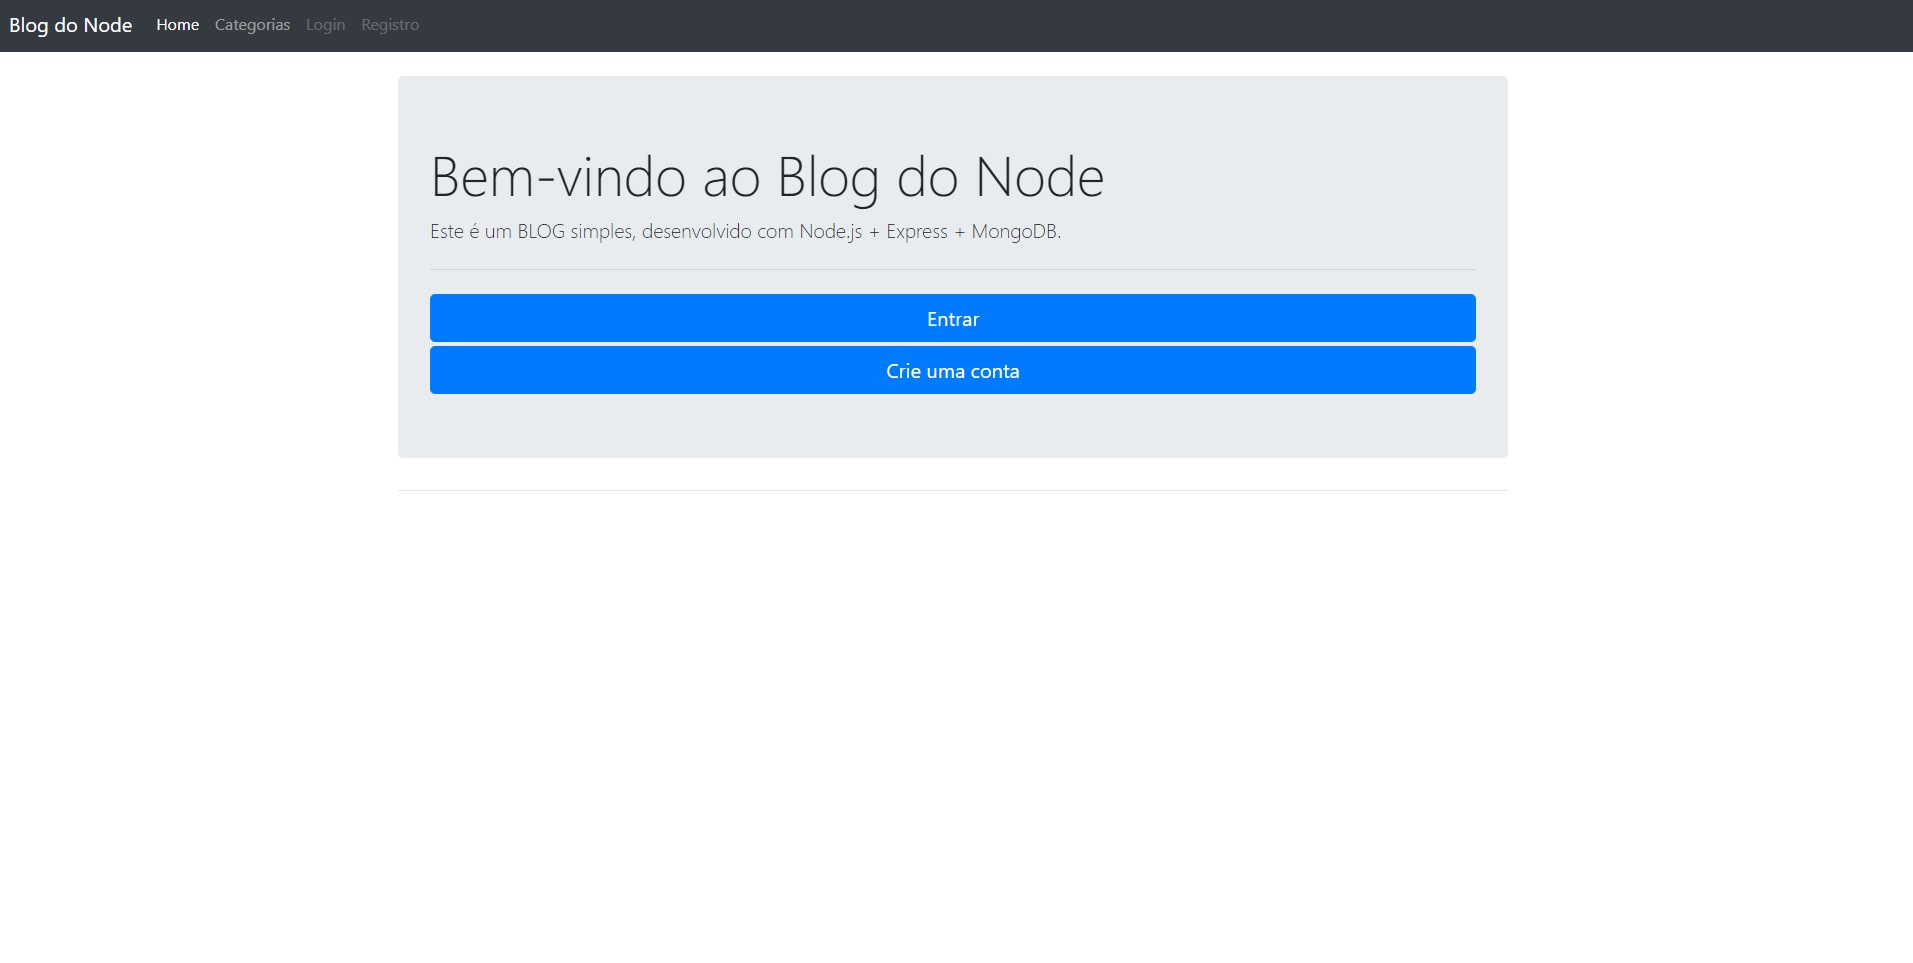 Blog do Node Home Categorias Login Registro
Bem-vindo ao Blog do Node
Este é um BLOG simples, desenvolvido com Node.js + Express + MongoDB.
Entrar
Crie uma conta